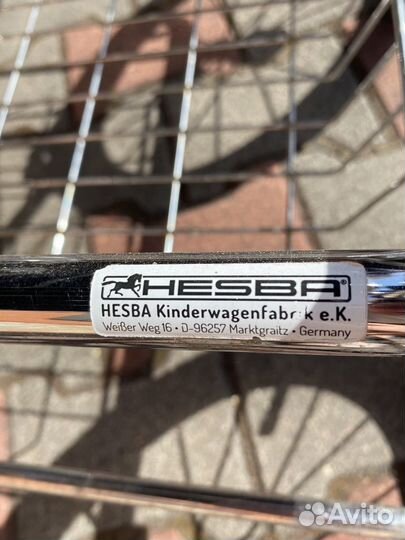 HESBA®
HESBA Kinderwagenfabrik e.K.
Weißer Weg 16 • D-96257 Marktgraitz • Germany
Avito